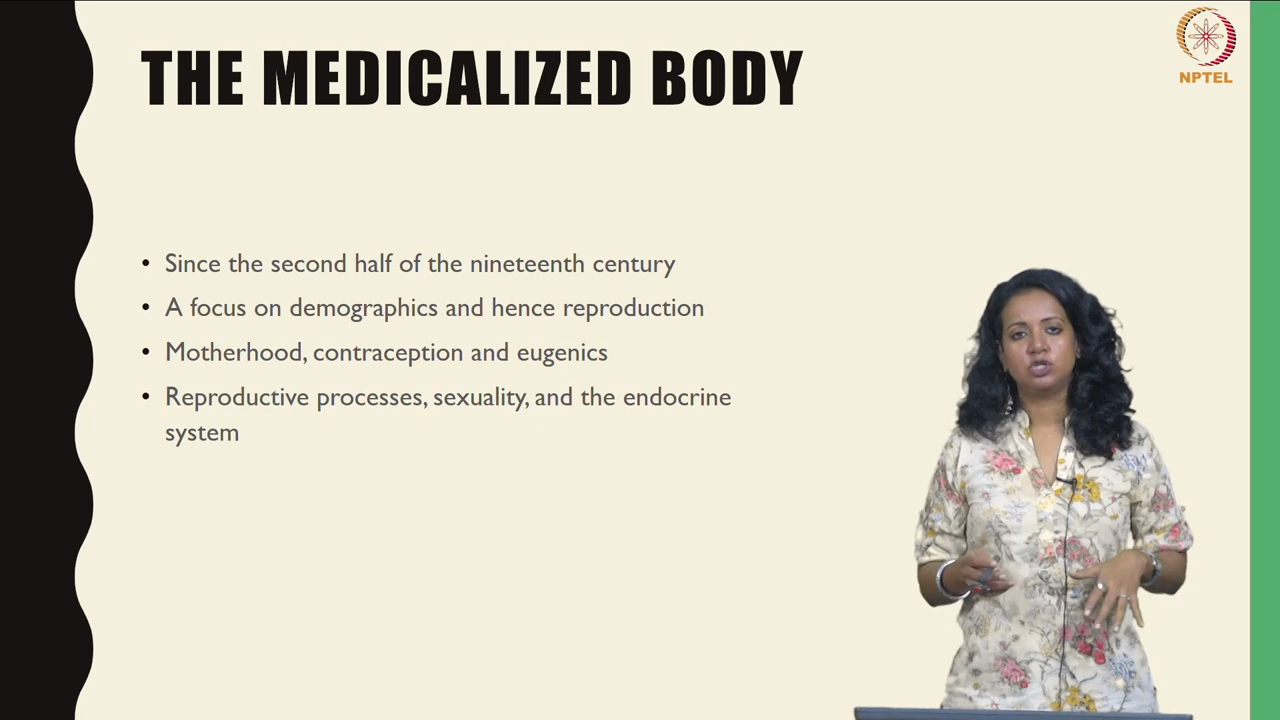 THE MEDICALIZED BODY
NPTEL
• Since the second half of the nineteenth century
• A focus on demographics and hence reproduction
• Motherhood, contraception and eugenics
• Reproductive processes, sexuality, and the endocrine
system